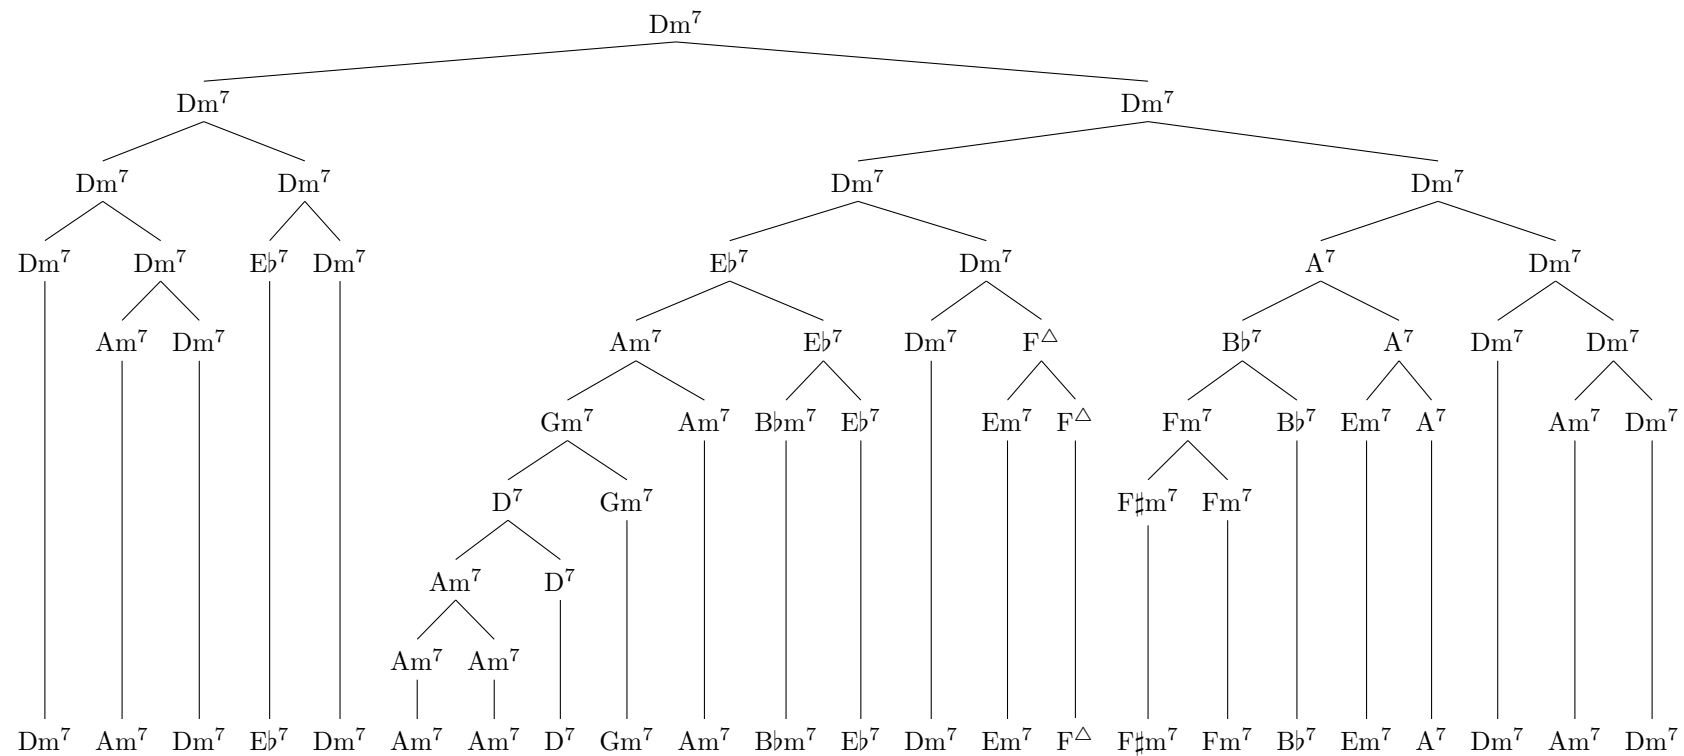 Dm⁷
Dm⁷ Dm⁷
Dm⁷ Dm⁷ Dm⁷ Dm⁷
Dm⁷ Dm⁷ E♭⁷ Dm⁷ E♭⁷ Dm⁷ A⁷ Dm⁷
Am⁷ Dm⁷ Am⁷ E♭⁷ Dm⁷ F△ B♭⁷ A⁷ Dm⁷ Dm⁷
Gm⁷ Am⁷ B♭m⁷ E♭⁷ Em⁷ F△ Fm⁷ B♭⁷ Em⁷ A⁷ Am⁷ Dm⁷
D⁷ Gm⁷ F♯m⁷ Fm⁷
Am⁷ D⁷
Am⁷ Am⁷
Dm⁷ Am⁷ Dm⁷ E♭⁷ Dm⁷ Am⁷ Am⁷ D⁷ Gm⁷ Am⁷ B♭m⁷ E♭⁷ Dm⁷ Em⁷ F△ F♯m⁷ Fm⁷ B♭⁷ Em⁷ A⁷ Dm⁷ Am⁷ Dm⁷